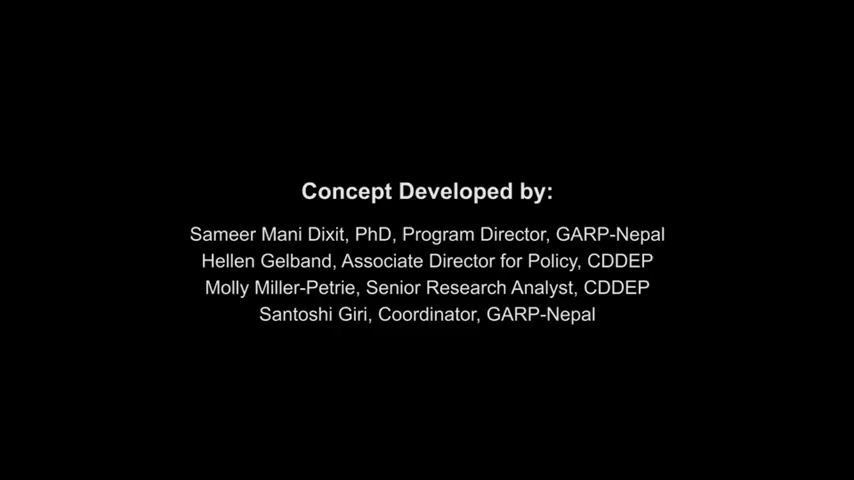 Concept Developed by:
Sameer Mani Dixit, PhD, Program Director, GARP-Nepal
Hellen Gelband, Associate Director for Policy, CDDEP
Molly Miller-Petrie, Senior Research Analyst, CDDEP
Santoshi Giri, Coordinator, GARP-Nepal